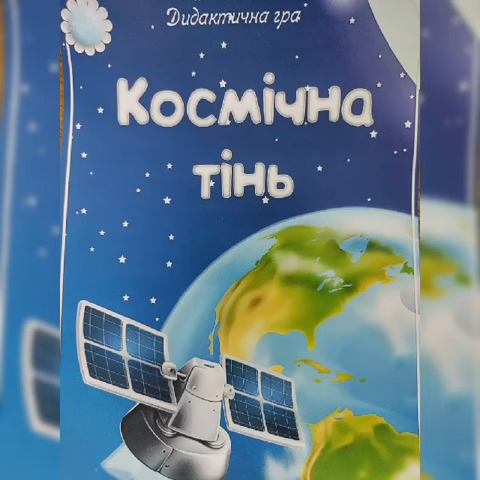 Дидактична гра
Космічна
тінь